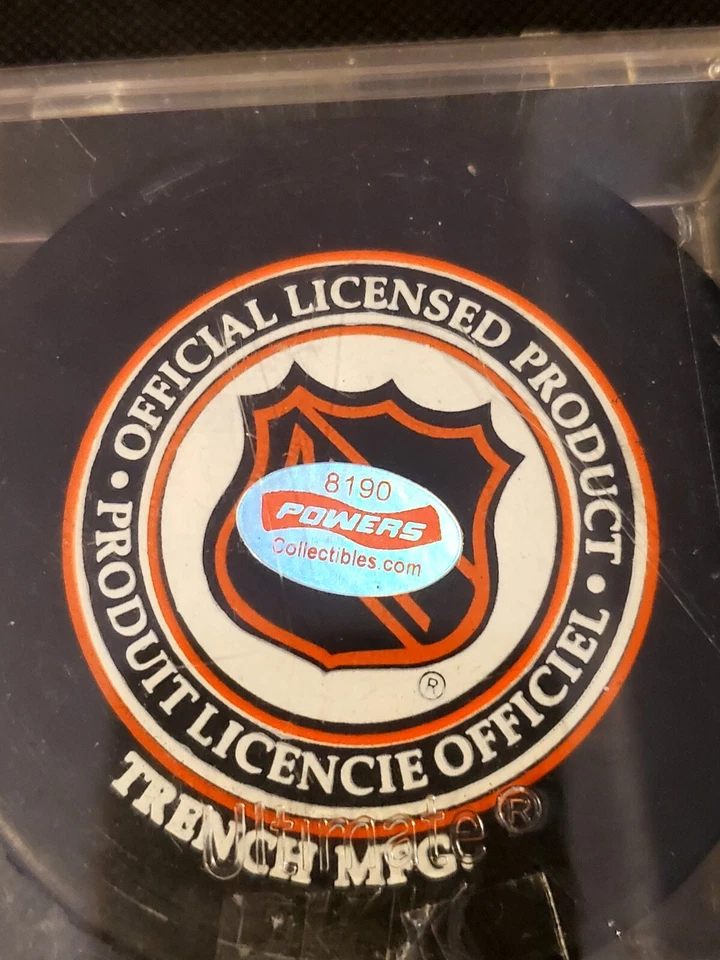 OFFICIAL LICENSED PRODUCT
8190
POWERS
Collectibles.com
®
• PRODUIT LICENCIE OFFICIEL •
TRENCH MFG.
Ultimate®